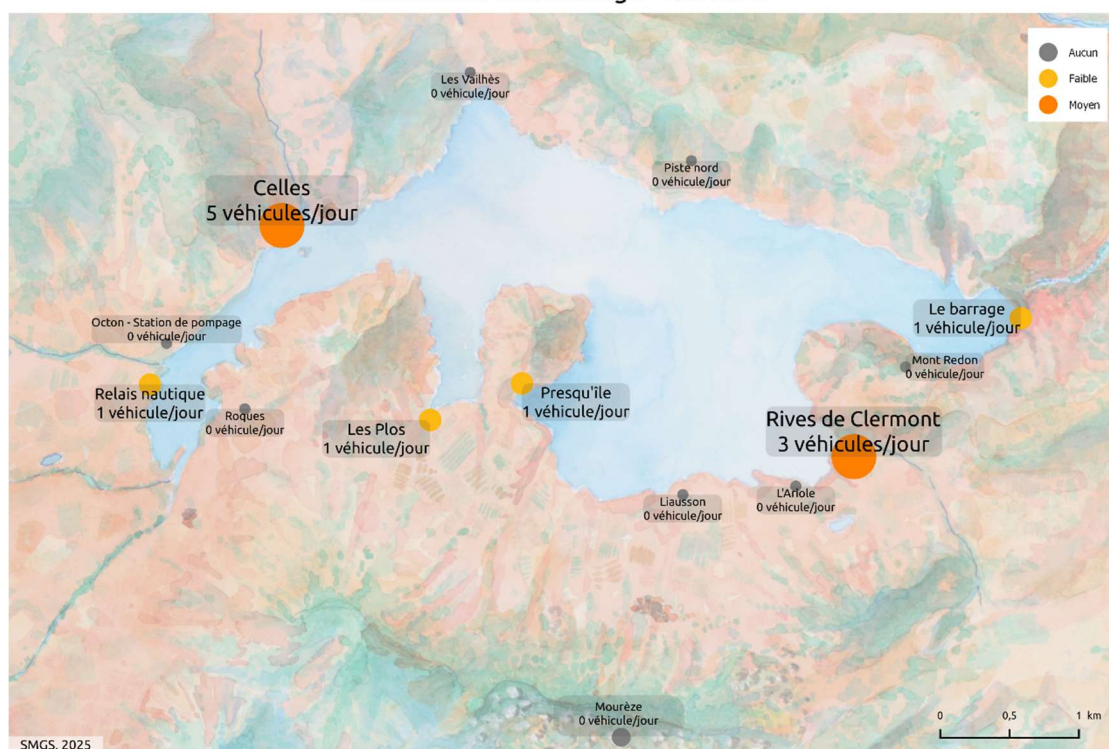 Aucun
Faible
Moyen
Les Vailhès
0 véhicule/jour
Piste nord
0 véhicule/jour
Celles
5 véhicules/jour
Le barrage
1 véhicule/jour
Octon - Station de pompage
0 véhicule/jour
Mont Redon
0 véhicule/jour
Relais nautique
1 véhicule/jour
Presqu'île
1 véhicule/jour
Roques
0 véhicule/jour
Les Plos
1 véhicule/jour
Rives de Clermont
3 véhicules/jour
Liausson
0 véhicule/jour
0 véhicule/jour
Mourèze
0 véhicule/jour
0
0,5
1 km
SMGS, 2025